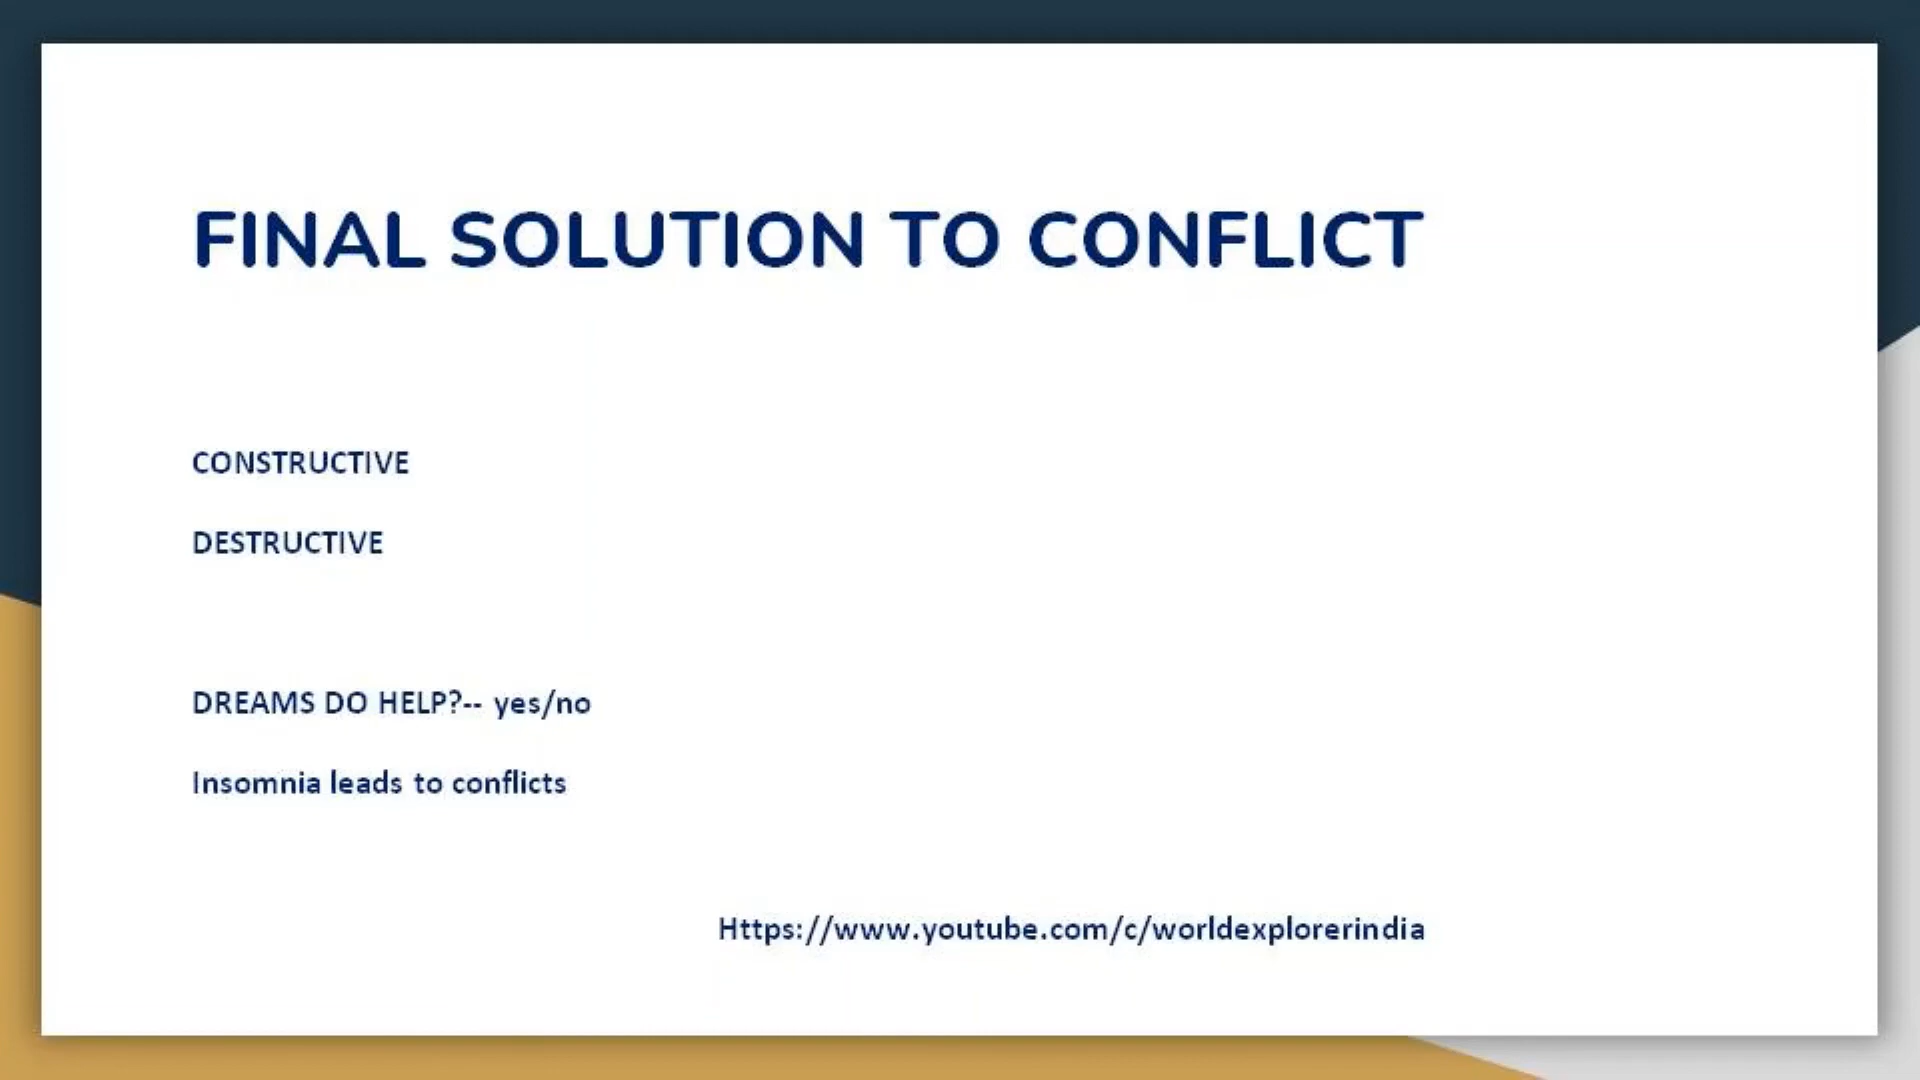 FINAL SOLUTION TO CONFLICT
CONSTRUCTIVE
DESTRUCTIVE
DREAMS DO HELP?-- yes/no
Insomnia leads to conflicts
Https://www.youtube.com/c/worldexplorerindia